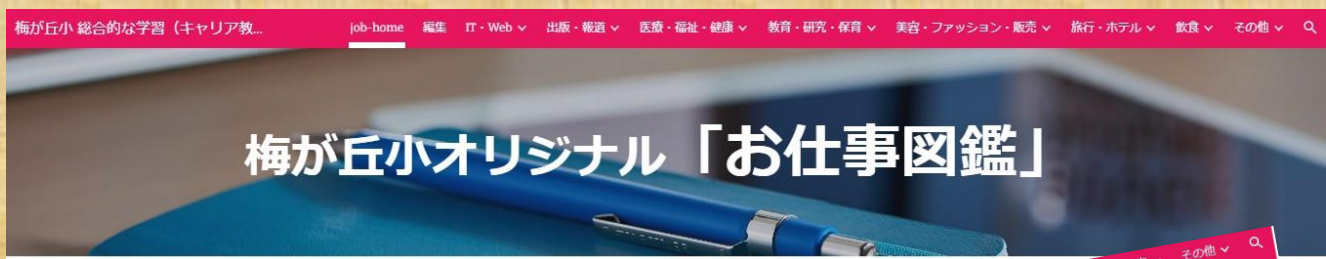 梅が丘小 総合的な学習（キャリア教... job-home 編集 IT・Web 出版・報道 医療・福祉・健康 教育・研究・保育 美容・ファッション・販売 旅行・ホテル 飲食 その他
梅が丘小オリジナル「お仕事図鑑」
その他